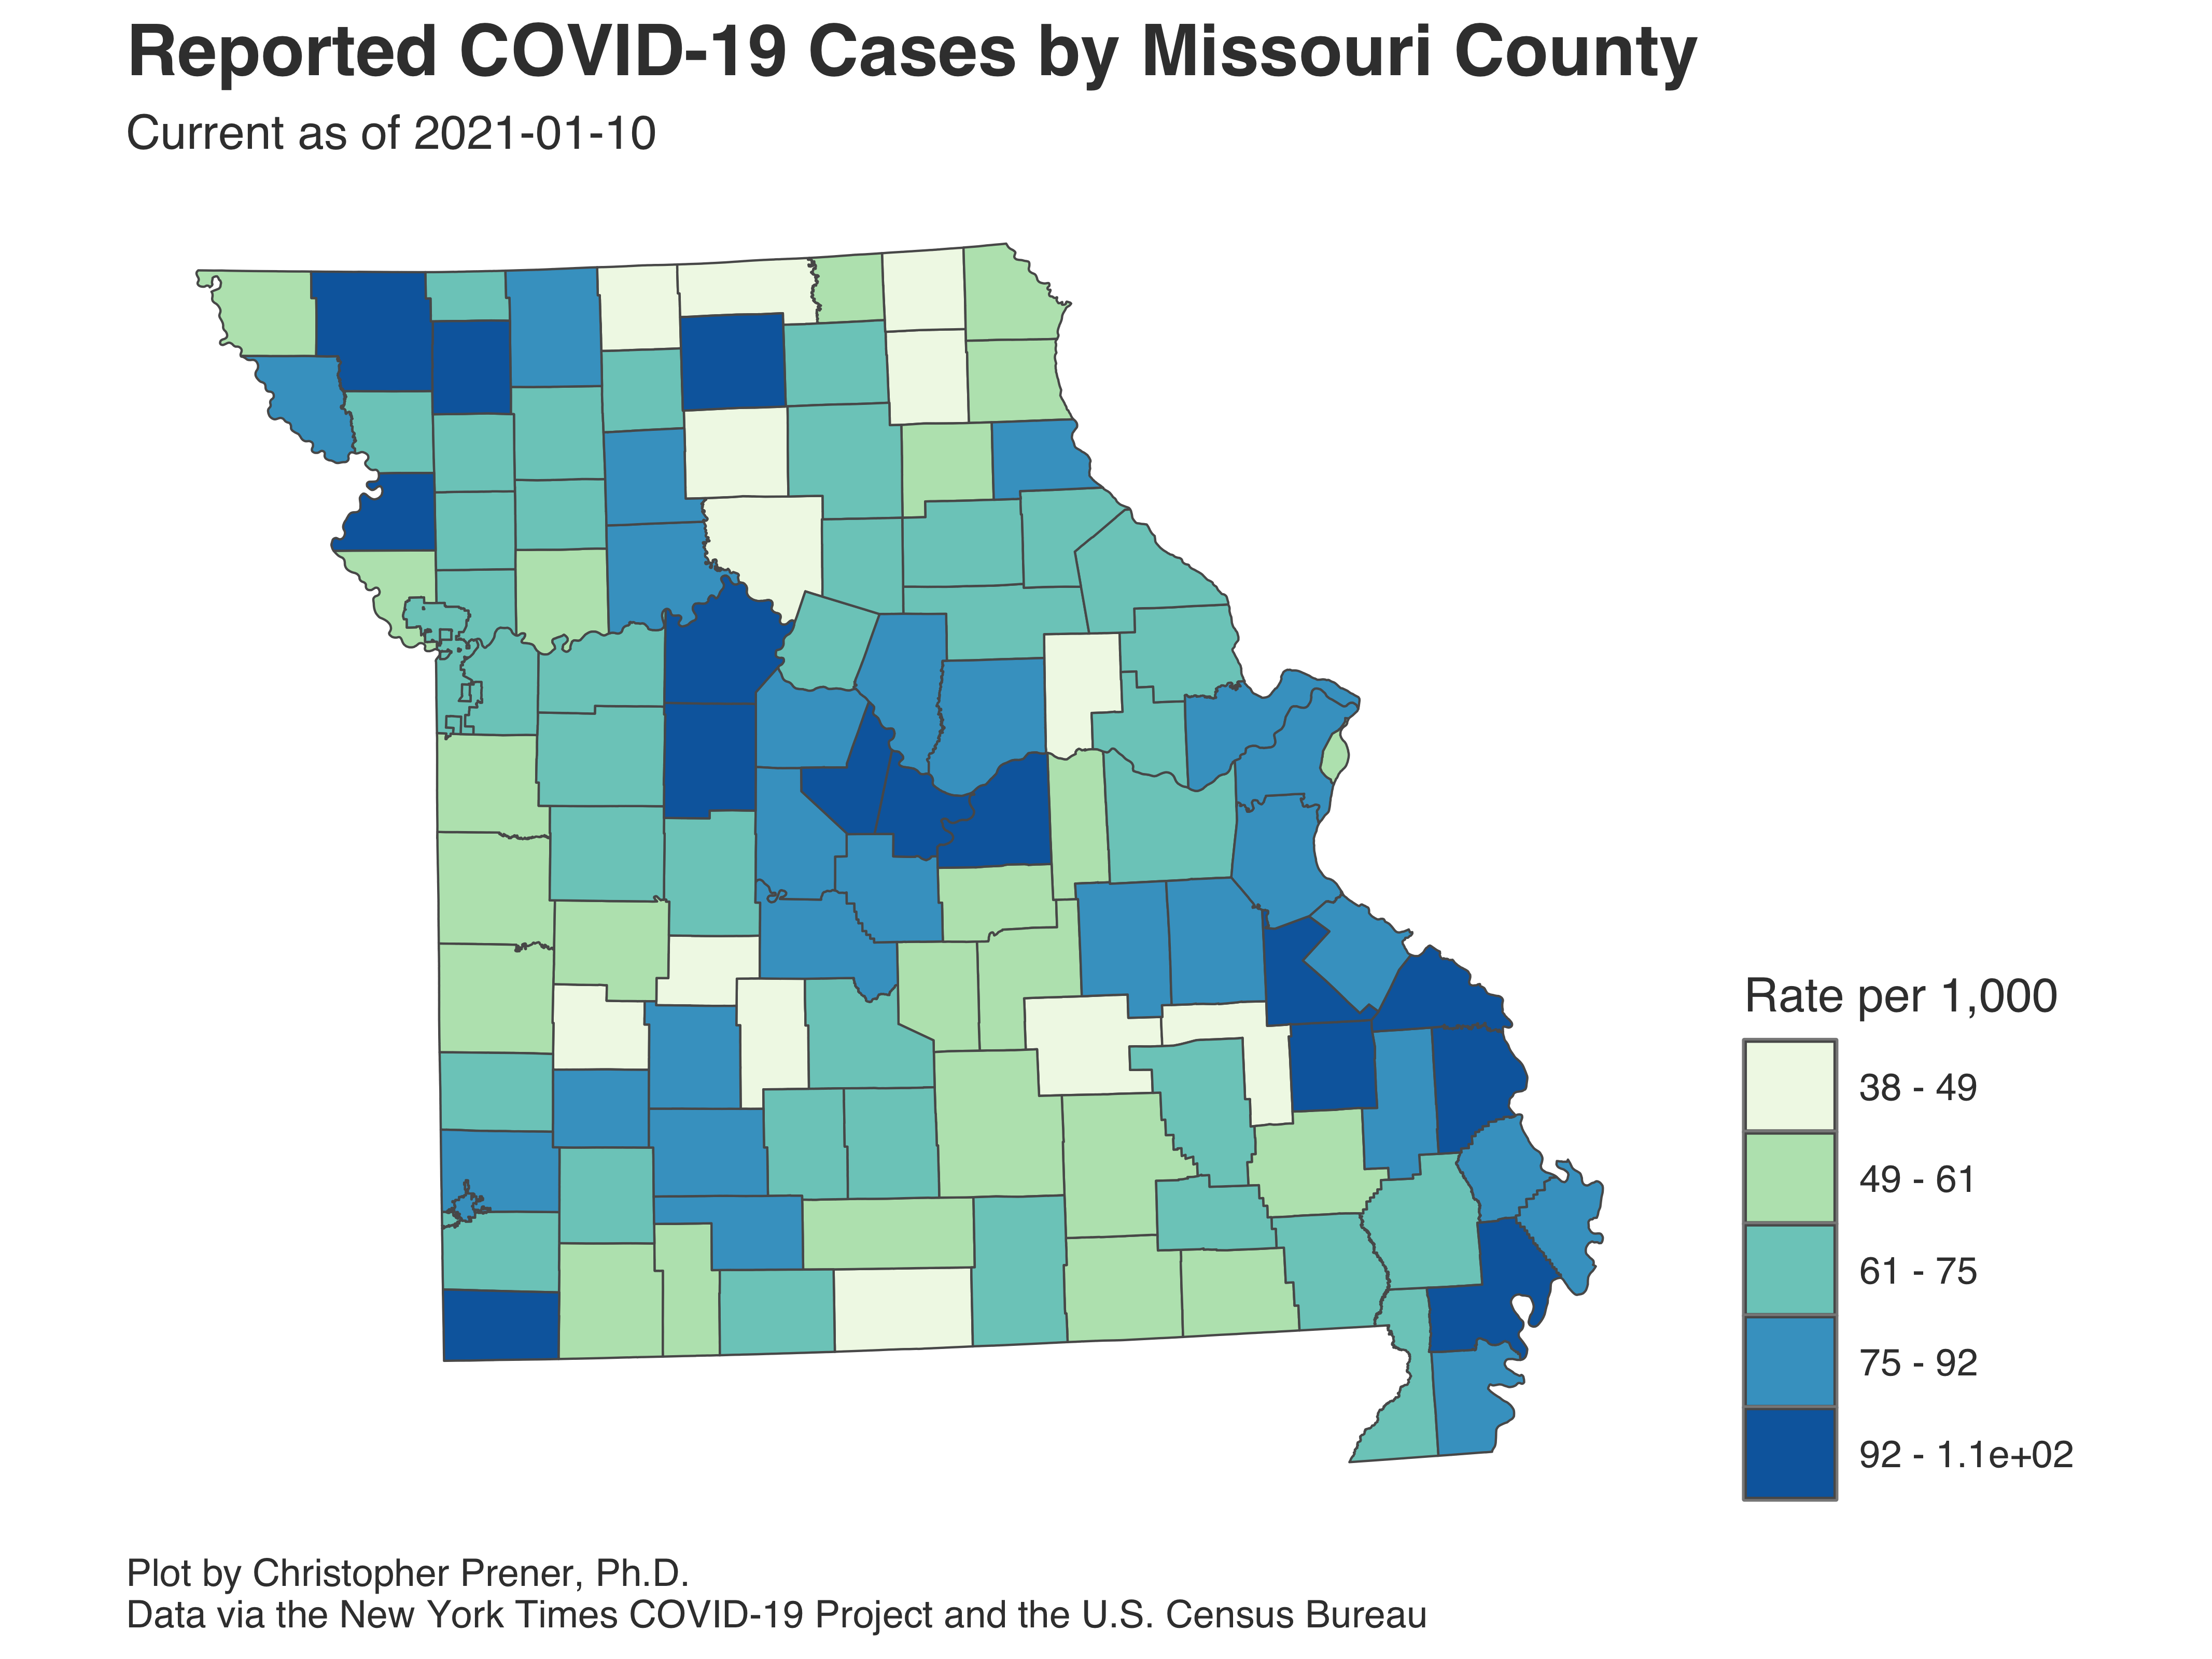 Reported COVID-19 Cases by Missouri County
Current as of 2021-01-10
Rate per 1,000
38 - 49
49 - 61
61 - 75
75 - 92
92 - 1.1e+02
Plot by Christopher Prener, Ph.D.
Data via the New York Times COVID-19 Project and the U.S. Census Bureau